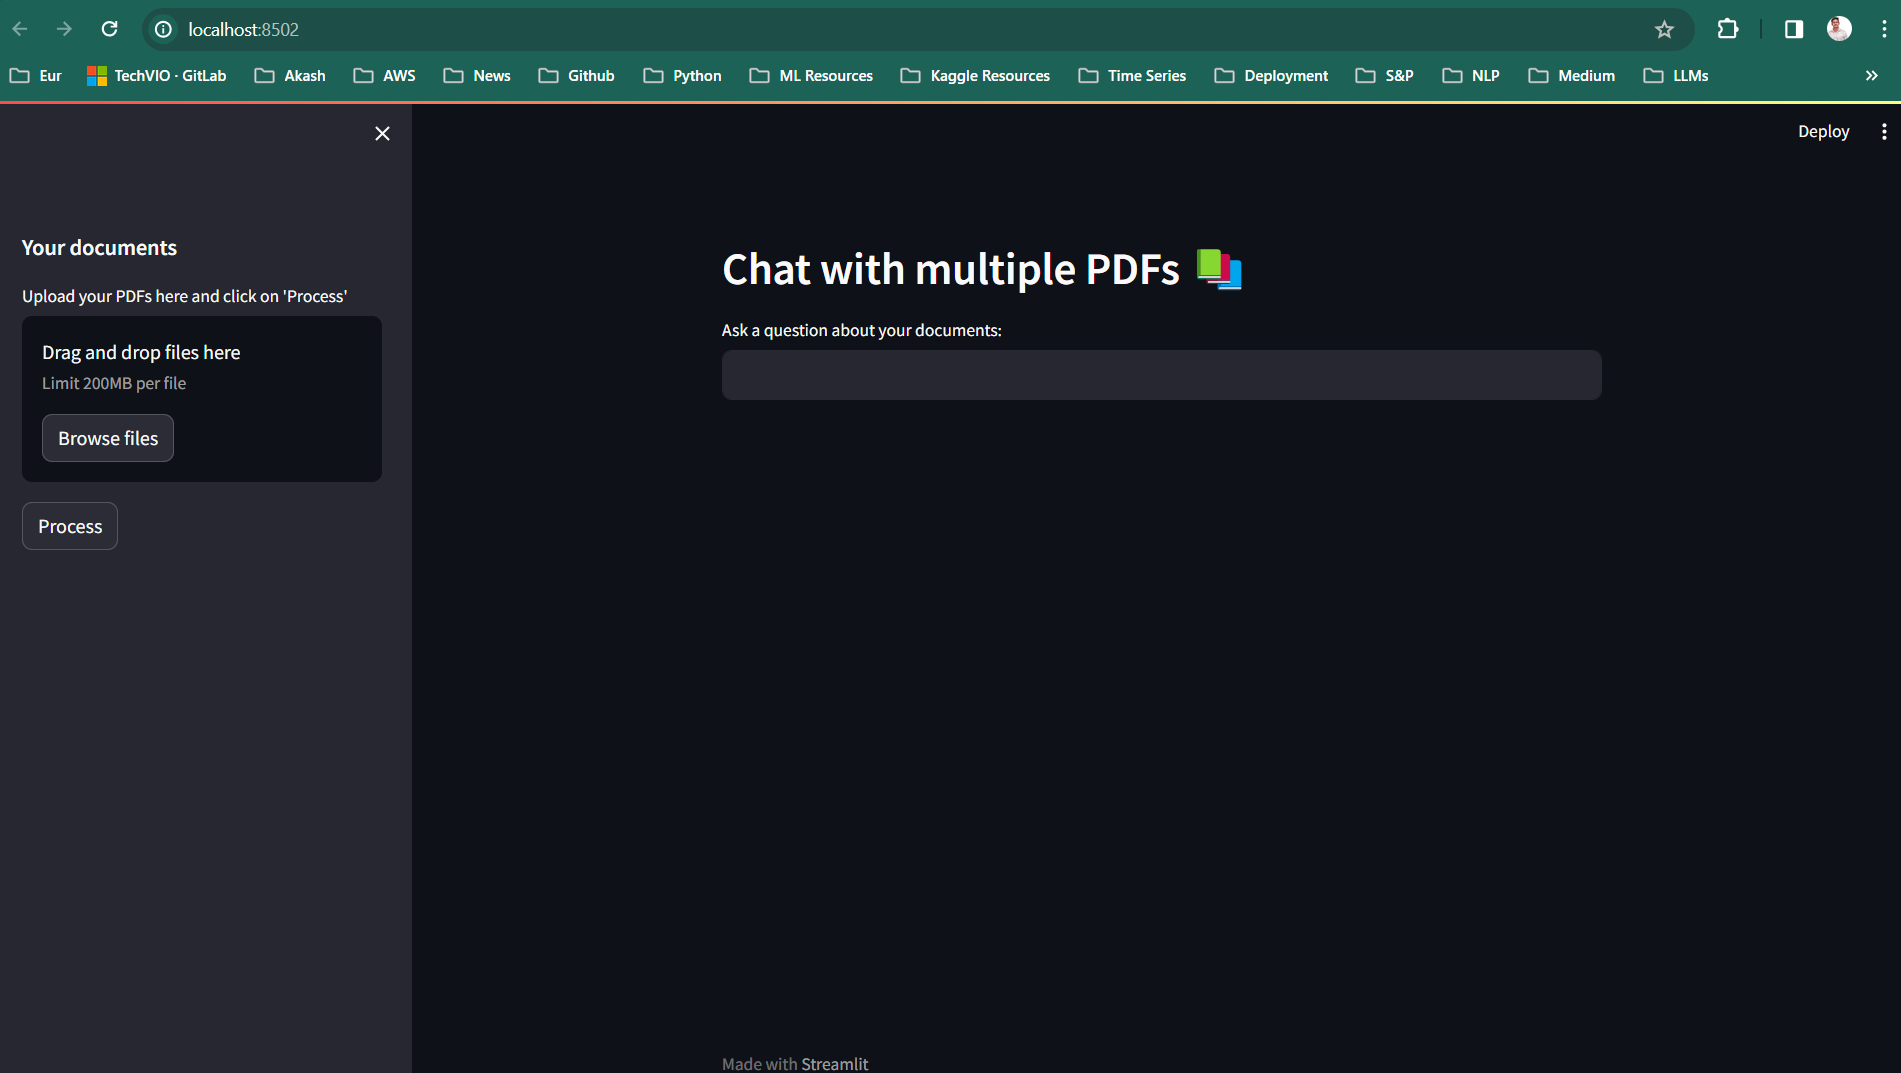 localhost:8502
Eur TechVIO · GitLab Akash AWS News Github Python ML Resources Kaggle Resources Time Series Deployment S&P NLP Medium LLMs
Deploy
Your documents
Upload your PDFs here and click on 'Process'
Drag and drop files here
Limit 200MB per file
Browse files
Process
Chat with multiple PDFs
Ask a question about your documents:
Made with Streamlit